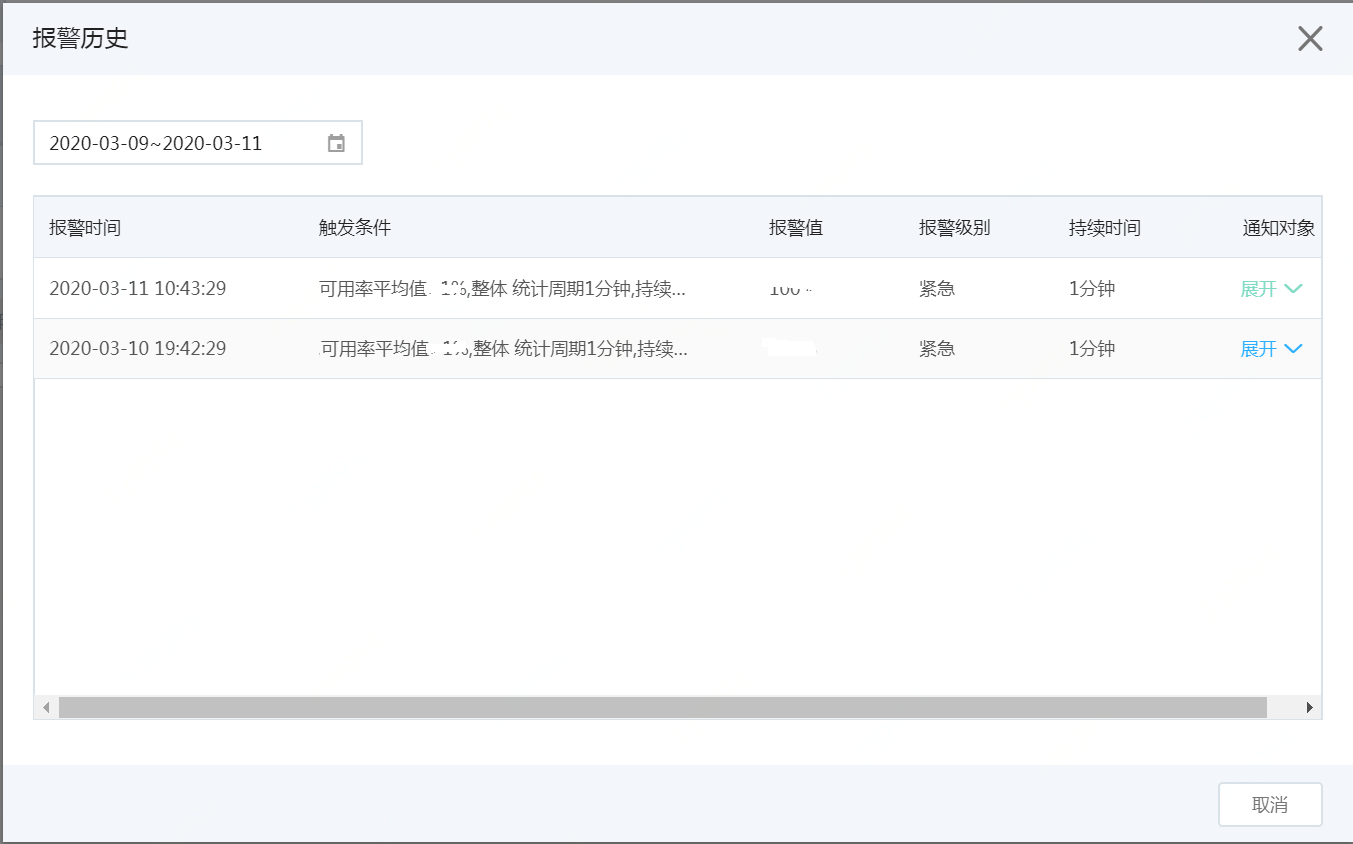 报警历史
2020-03-09~2020-03-11
报警时间 触发条件 报警值 报警级别 持续时间 通知对象
2020-03-11 10:43:29 可用率平均值 1%,整体 统计周期1分钟,持续... 紧急 1分钟 展开
2020-03-10 19:42:29 可用率平均值 1%,整体 统计周期1分钟,持续... 紧急 1分钟 展开
取消